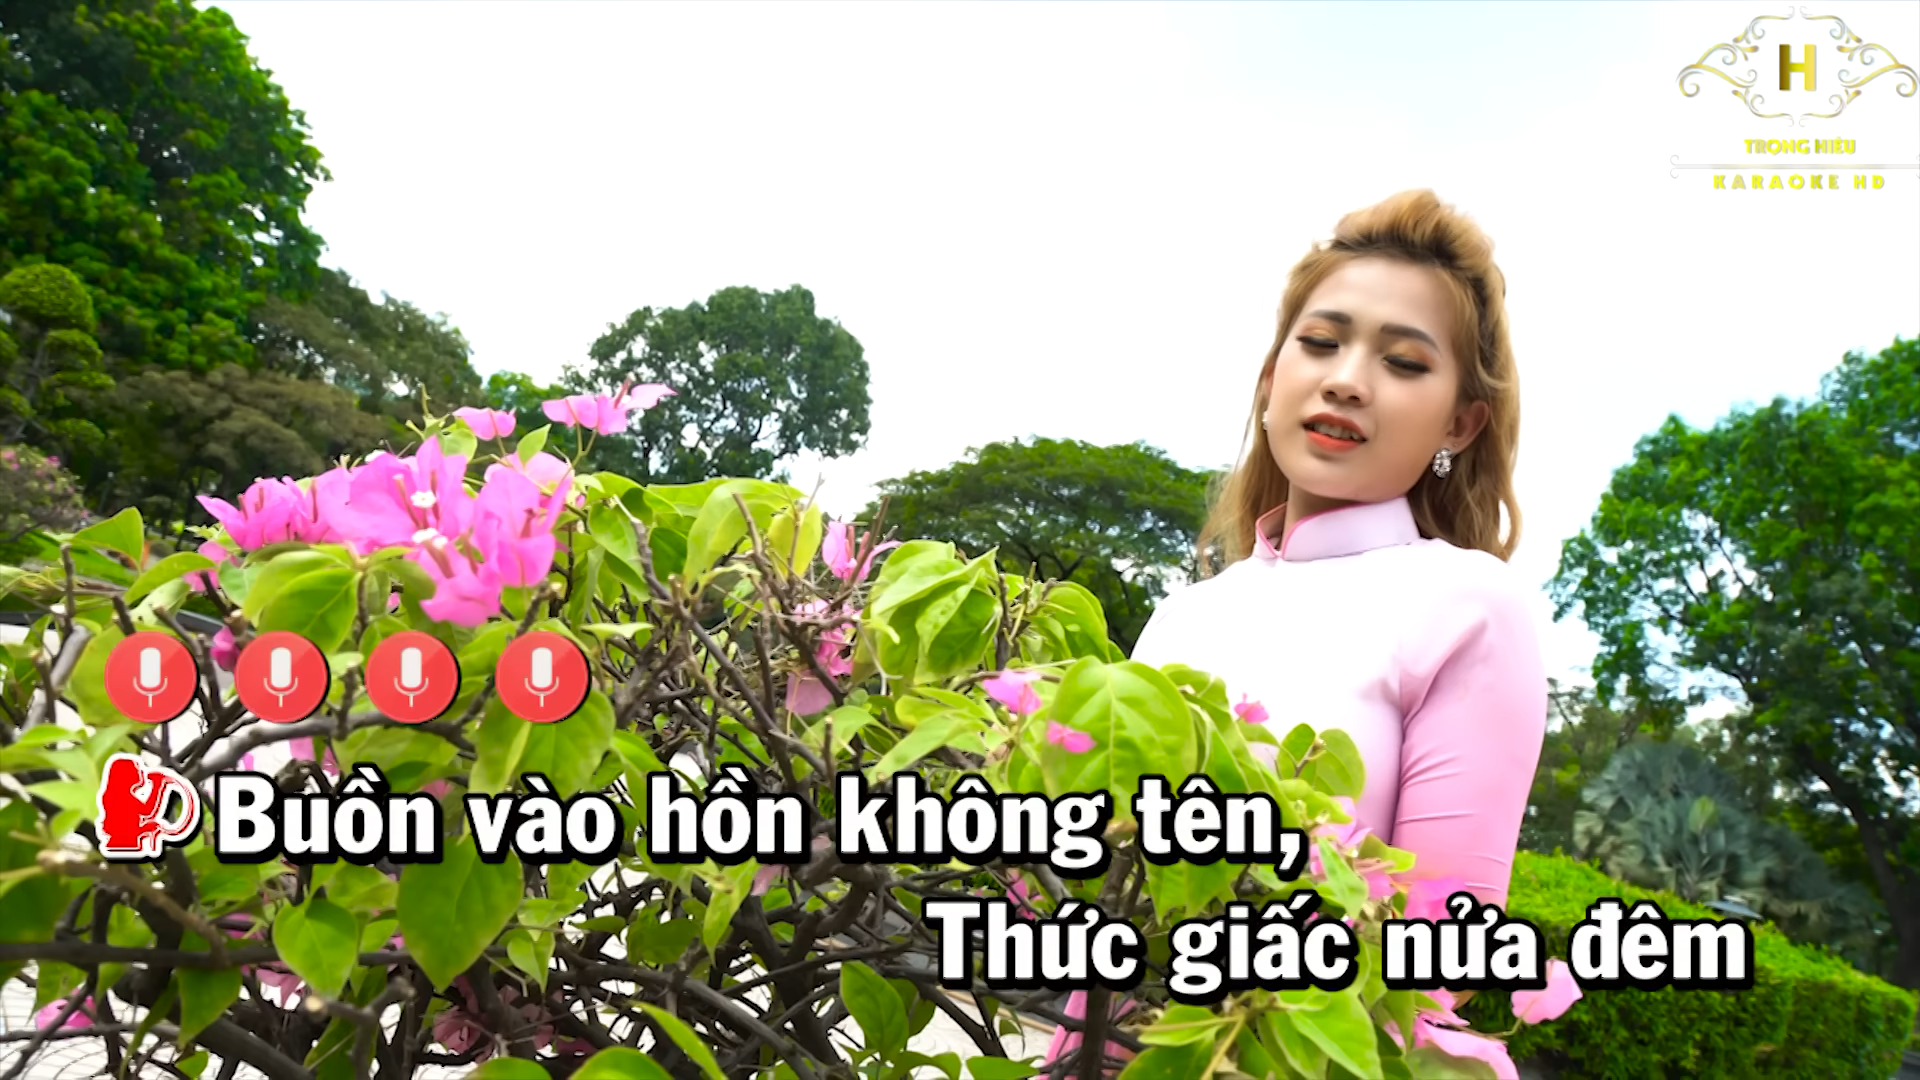 H
TRỌNG HIẾU
KARAOKE HD
Buồn vào hồn không tên,
Thức giấc nửa đêm